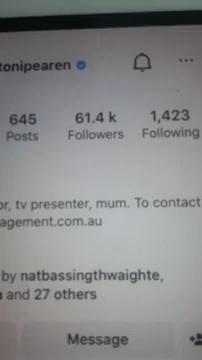 tonipearen
645 61.4 k 1,423
Posts Followers Following
or, tv presenter, mum. To contact
agement.com.au
by natbassingthwaighte,
and 27 others
Message